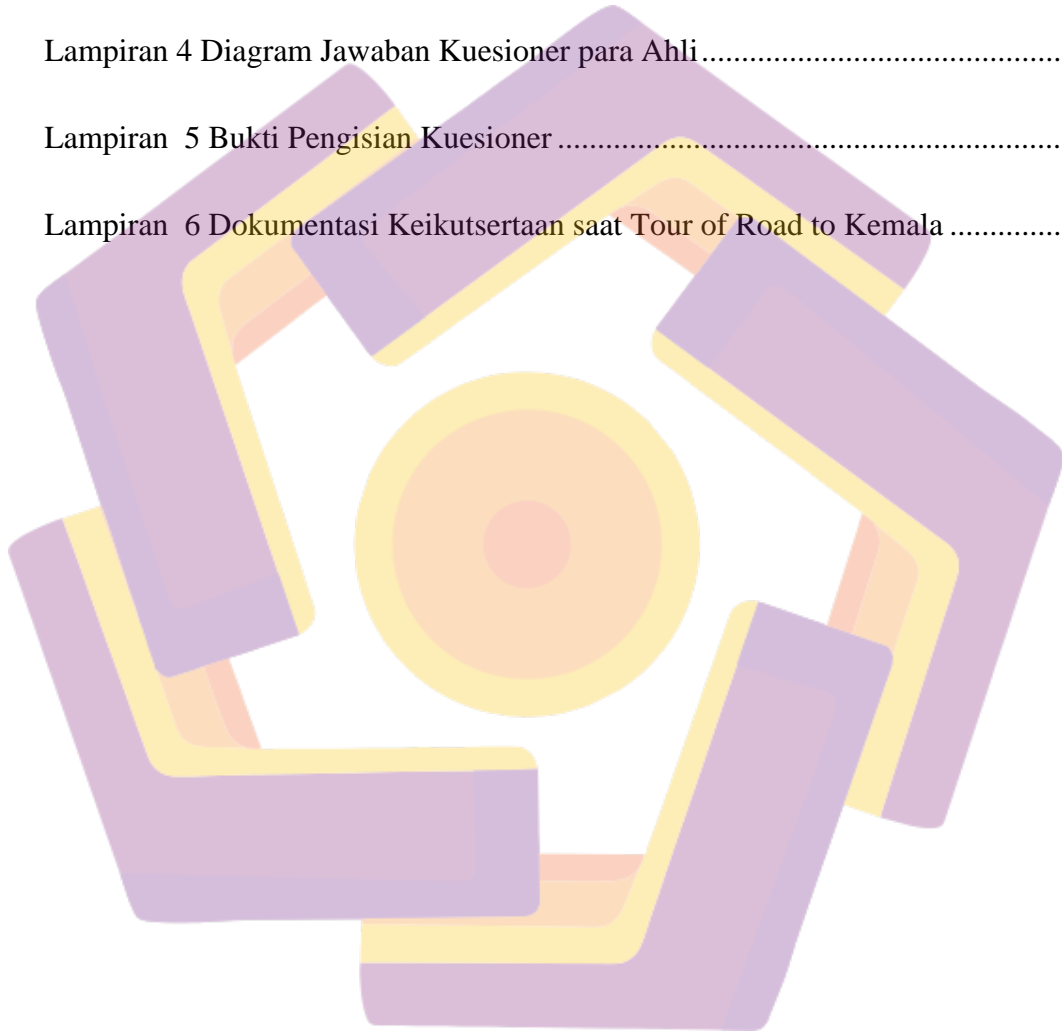 Lampiran 4 Diagram Jawaban Kuesioner para Ahli......................................
Lampiran  5 Bukti Pengisian Kuesioner .......................................................
Lampiran  6 Dokumentasi Keikutsertaan saat Tour of Road to Kemala ..............